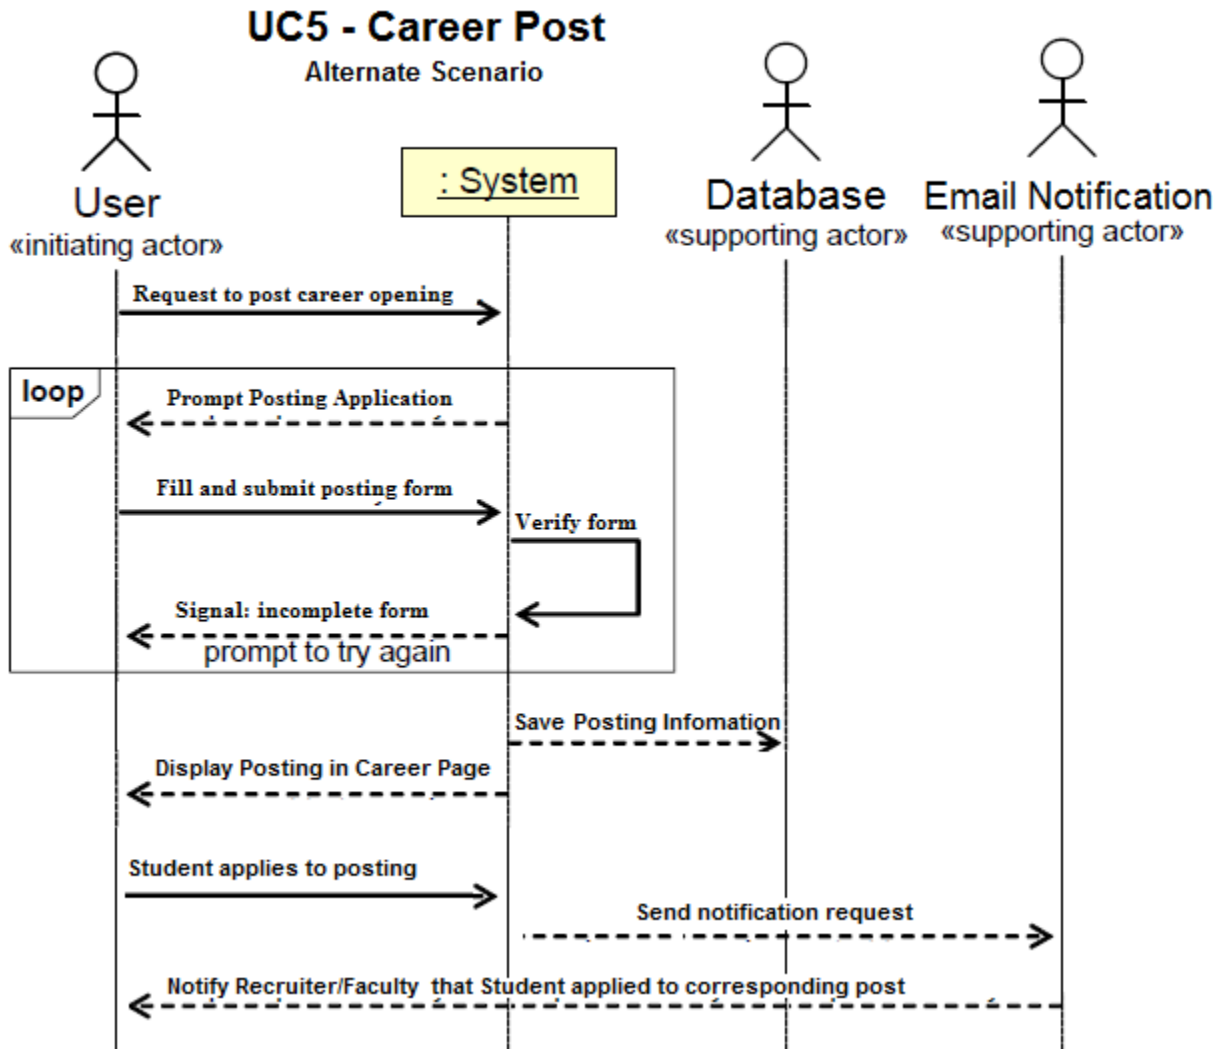 UC5 - Career Post
Alternate Scenario
User
«initiating actor»
: System
Database
«supporting actor»
Email Notification
«supporting actor»
Request to post career opening
loop
Prompt Posting Application
Fill and submit posting form
Verify form
Signal: incomplete form
prompt to try again
Save Posting Infomation
Display Posting in Career Page
Student applies to posting
Send notification request
Notify Recruiter/Faculty that Student applied to corresponding post